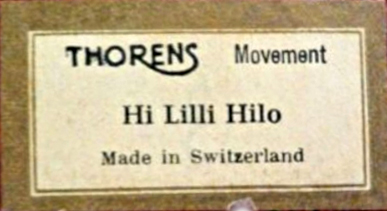 THORENS Movement
Hi Lilli Hilo
Made in Switzerland